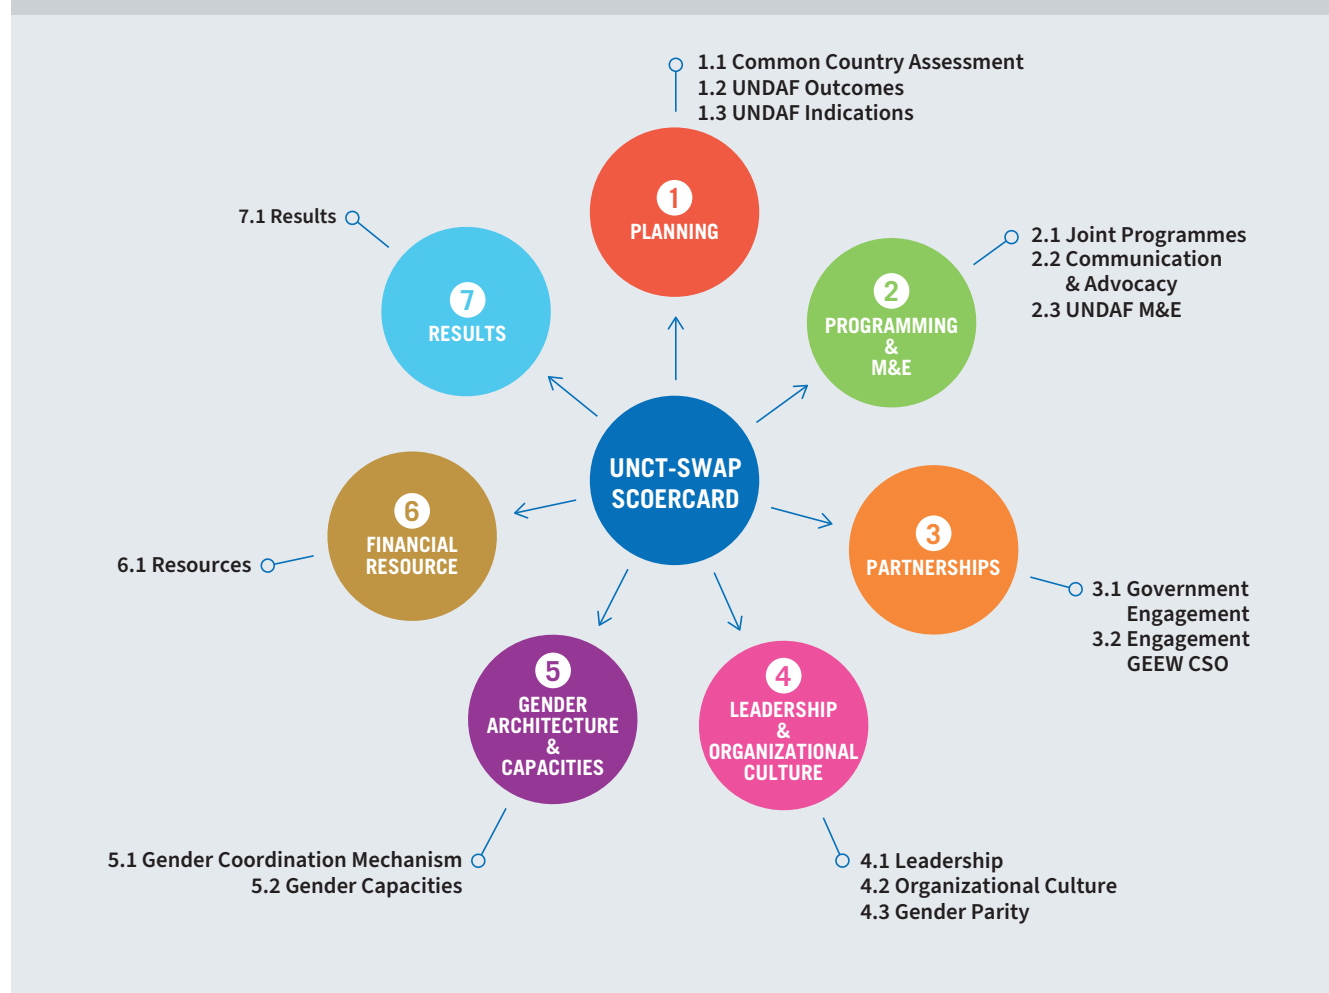 1.1 Common Country Assessment
1.2 UNDAF Outcomes
1.3 UNDAF Indications
1
PLANNING
2.1 Joint Programmes
2.2 Communication
& Advocacy
2.3 UNDAF M&E
2
PROGRAMMING
&
M&E
3
PARTNERSHIPS
3.1 Government
Engagement
3.2 Engagement
GEEW CSO
4
LEADERSHIP
&
ORGANIZATIONAL
CULTURE
4.1 Leadership
4.2 Organizational Culture
4.3 Gender Parity
5
GENDER
ARCHITECTURE
&
CAPACITIES
5.1 Gender Coordination Mechanism
5.2 Gender Capacities
6
FINANCIAL
RESOURCE
6.1 Resources
7
RESULTS
7.1 Results
UNCT-SWAP
SCOERCARD